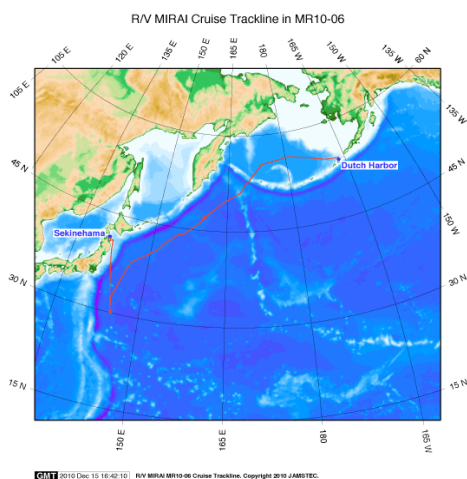 R/V MIRAI Cruise Trackline in MR10-06
105 E 120 E 135 E 150 E 165 E 180 165 W 150 W 135 W 60 N
105 E
135 W
45 N
Dutch Harbor
150 W
Sekinehama
30 N
30 N
15 N
15 N
150 E 165 E 180 165 W
GMT 2010 Dec 15 16:42:10 R/V MIRAI MR10-06 Cruise Trackline. Copyright 2010 JAMSTEC.